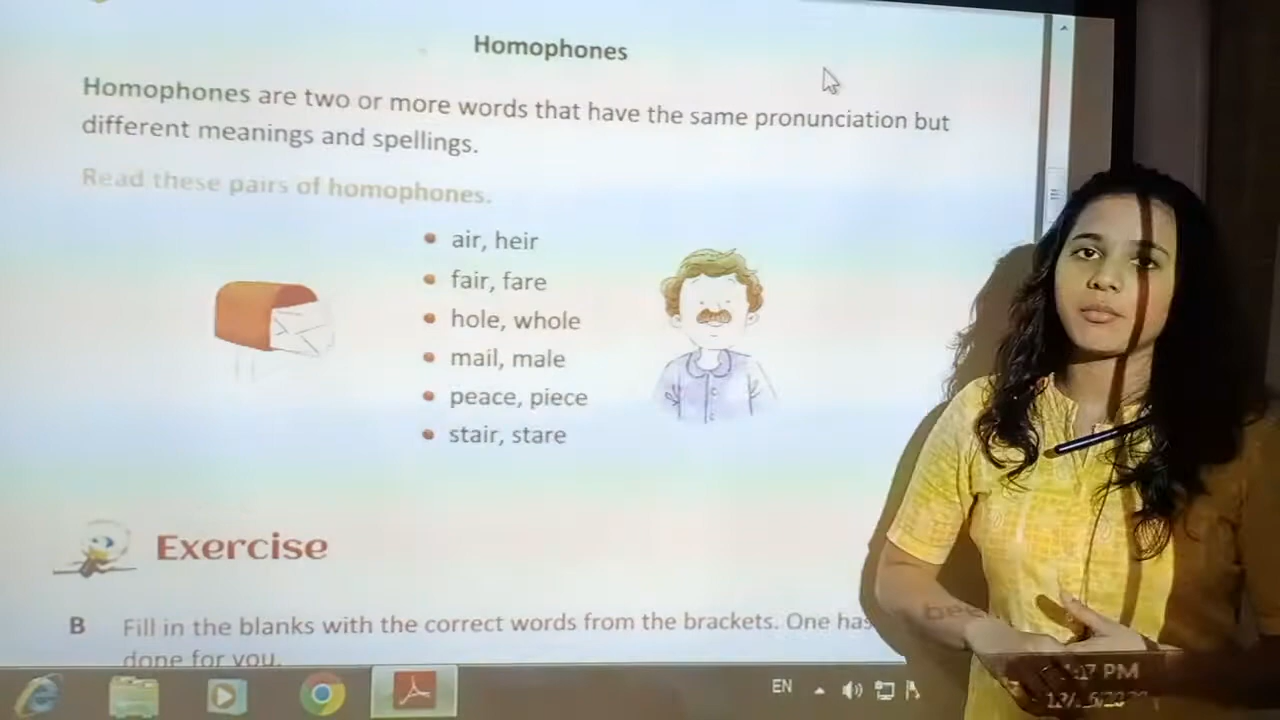 Homophones
Homophones are two or more words that have the same pronunciation but
different meanings and spellings.
Read these pairs of homophones.
air, heir
fair, fare
hole, whole
mail, male
peace, piece
stair, stare
Exercise
B Fill in the blanks with the correct words from the brackets. One has
done for you.
EN
PM